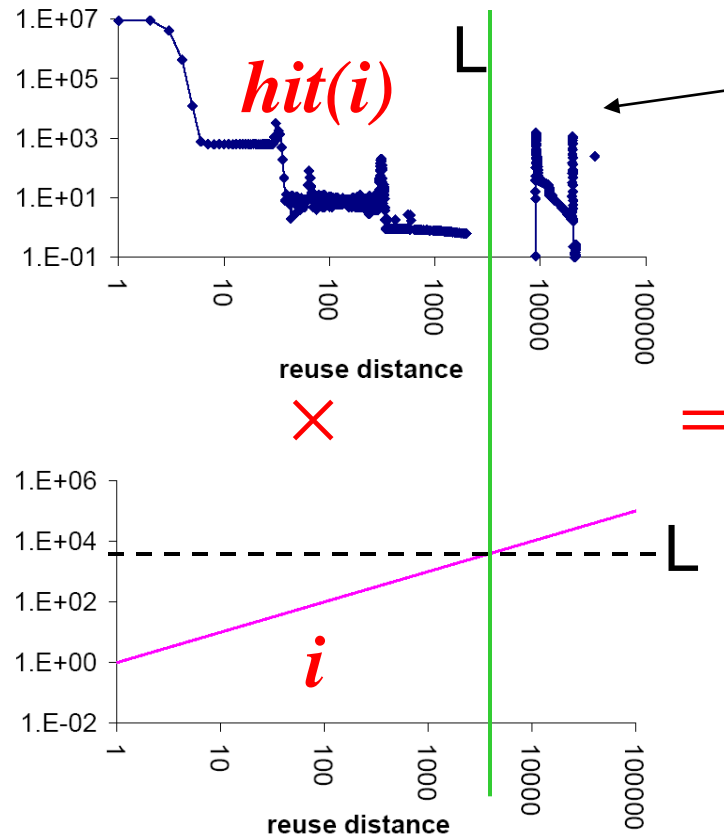 1.E+07
L
hit(i)
1.E+05
1.E+03
1.E+01
1.E-01
1
10
100
1000
10000
100000
reuse distance
×
=
1.E+06
1.E+04
L
1.E+02
1.E+00
i
1.E-02
1
10
100
1000
10000
100000
reuse distance